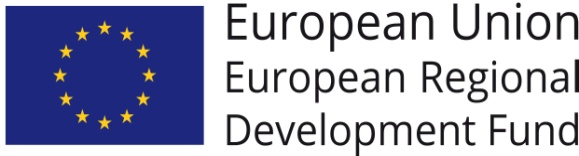 European Union
European Regional
Development Fund